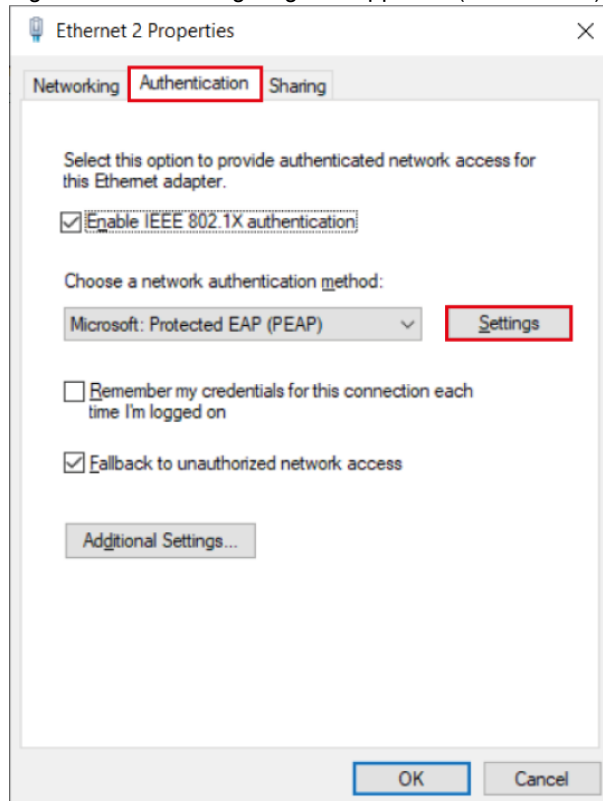 Ethernet 2 Properties
Networking Authentication Sharing
Select this option to provide authenticated network access for
this Ethernet adapter.
Enable IEEE 802.1X authentication
Choose a network authentication method:
Microsoft: Protected EAP (PEAP) Settings
Remember my credentials for this connection each
time I'm logged on
Fallback to unauthorized network access
Additional Settings...
OK Cancel